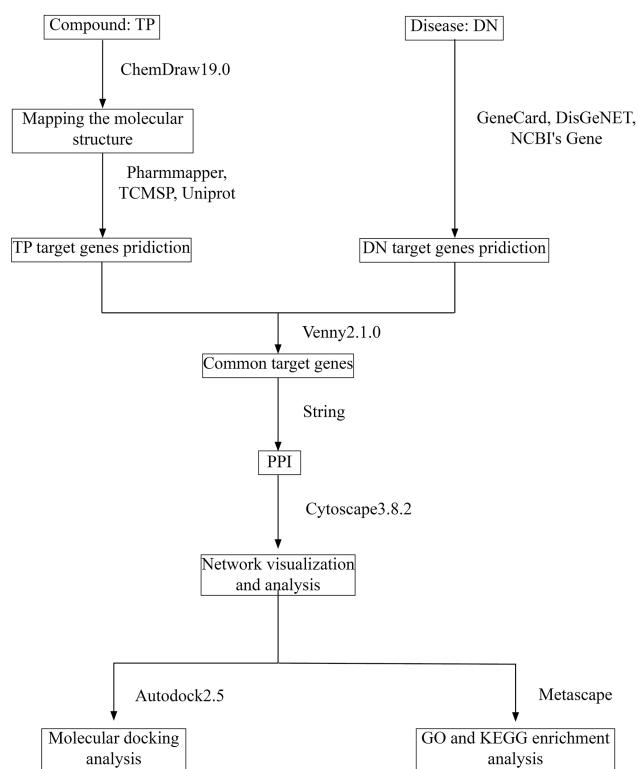 Compound: TP
Disease: DN
ChemDraw19.0
GeneCard, DisGeNET,
NCBI's Gene
Mapping the molecular
structure
Pharmmapper,
TCMSP, Uniprot
TP target genes pridiction
DN target genes pridiction
Venny2.1.0
Common target genes
String
PPI
Cytoscape3.8.2
Network visualization
and analysis
Autodock2.5
Metascape
Molecular docking
analysis
GO and KEGG enrichment
analysis